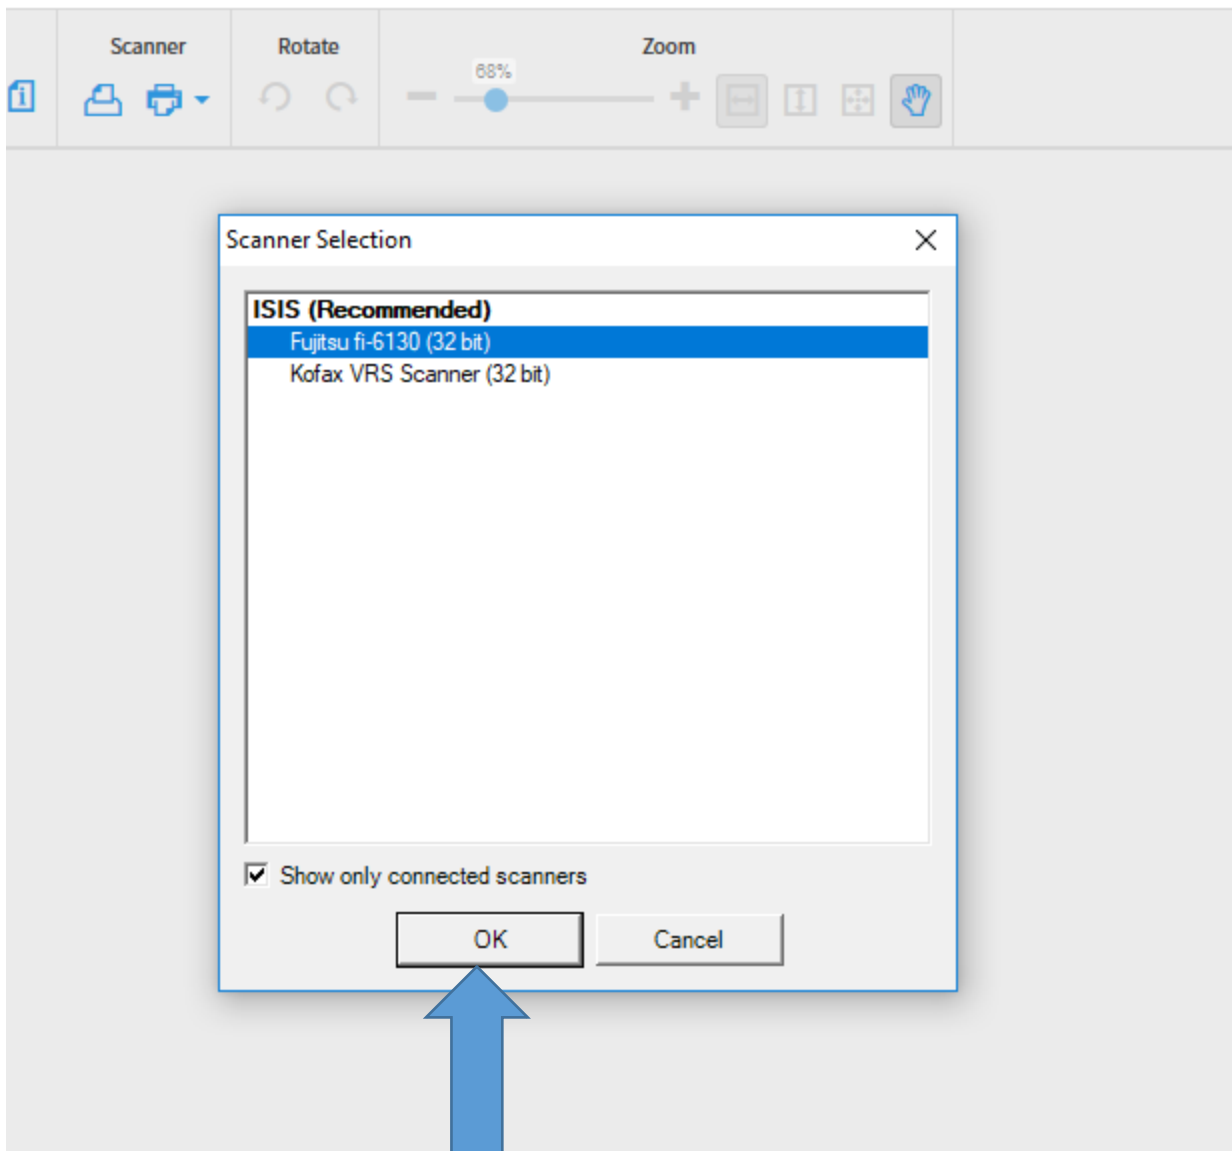 Scanner
Rotate
Zoom
68%
Scanner Selection
ISIS (Recommended)
Fujitsu fi-6130 (32 bit)
Kofax VRS Scanner (32 bit)
Show only connected scanners
OK
Cancel